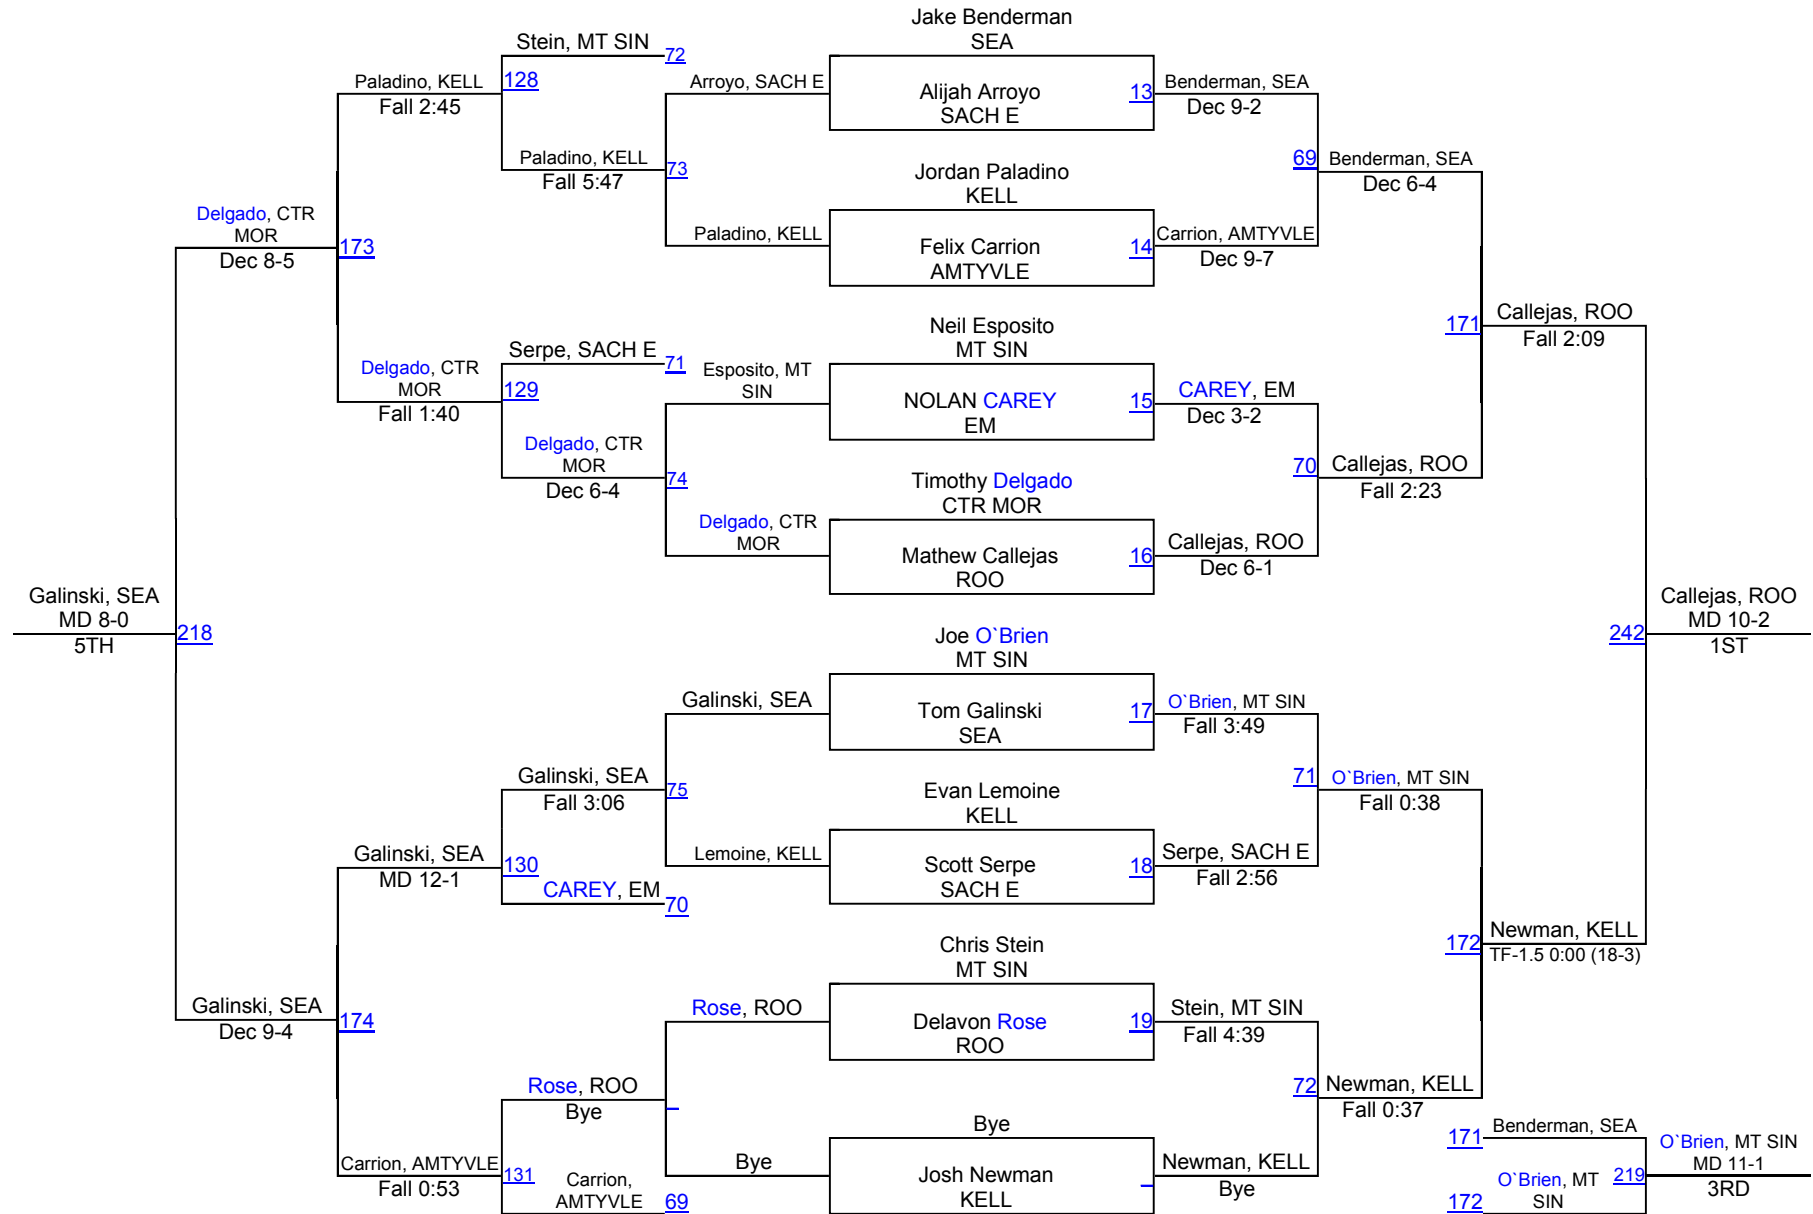 Jake Benderman
SEA
Stein, MT SIN
72
Paladino, KELL
128
Fall 2:45
Arroyo, SACH E
Alijah Arroyo
13
SACH E
Benderman, SEA
Dec 9-2
Paladino, KELL
73
Fall 5:47
Jordan Paladino
KELL
69
Benderman, SEA
Dec 6-4
Delgado, CTR
MOR
173
Dec 8-5
Paladino, KELL
Felix Carrion
14
AMTYVLE
Carrion, AMTYVLE
Dec 9-7
Neil Esposito
MT SIN
171
Callejas, ROO
Fall 2:09
Serpe, SACH E
71
Delgado, CTR
MOR
129
Fall 1:40
Esposito, MT
SIN
NOLAN CAREY
15
EM
CAREY, EM
Dec 3-2
Delgado, CTR
MOR
74
Dec 6-4
Timothy Delgado
CTR MOR
70
Callejas, ROO
Fall 2:23
Delgado, CTR
MOR
Mathew Callejas
16
ROO
Callejas, ROO
Dec 6-1
Galinski, SEA
MD 8-0
218
5TH
Joe O`Brien
MT SIN
242
Callejas, ROO
MD 10-2
1ST
Galinski, SEA
Tom Galinski
17
SEA
O`Brien, MT SIN
Fall 3:49
Galinski, SEA
75
Fall 3:06
Evan Lemoine
KELL
71
O`Brien, MT SIN
Fall 0:38
Galinski, SEA
130
MD 12-1
Lemoine, KELL
Scott Serpe
18
SACH E
Serpe, SACH E
Fall 2:56
CAREY, EM
70
Chris Stein
MT SIN
172
Newman, KELL
TF-1.5 0:00 (18-3)
Galinski, SEA
174
Dec 9-4
Rose, ROO
Delavon Rose
19
ROO
Stein, MT SIN
Fall 4:39
Rose, ROO
Bye
72
Newman, KELL
Fall 0:37
Bye
171
Benderman, SEA
O`Brien, MT SIN
MD 11-1
219
3RD
Carrion, AMTYVLE
131
Fall 0:53
Bye
Josh Newman
KELL
Newman, KELL
Bye
Carrion,
AMTYVLE
69
O`Brien, MT
SIN
172